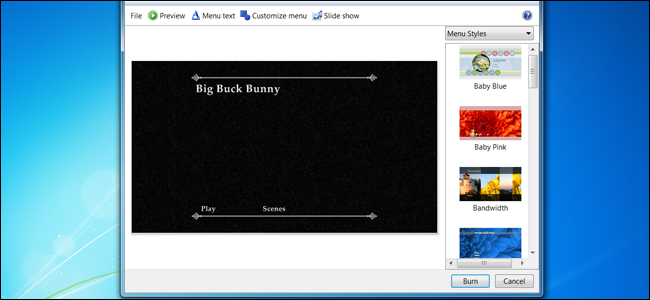 File Preview Menu text Customize menu Slide show
Menu Styles
Big Buck Bunny
Play Scenes
Baby Blue
Baby Pink
Bandwidth
Burn Cancel